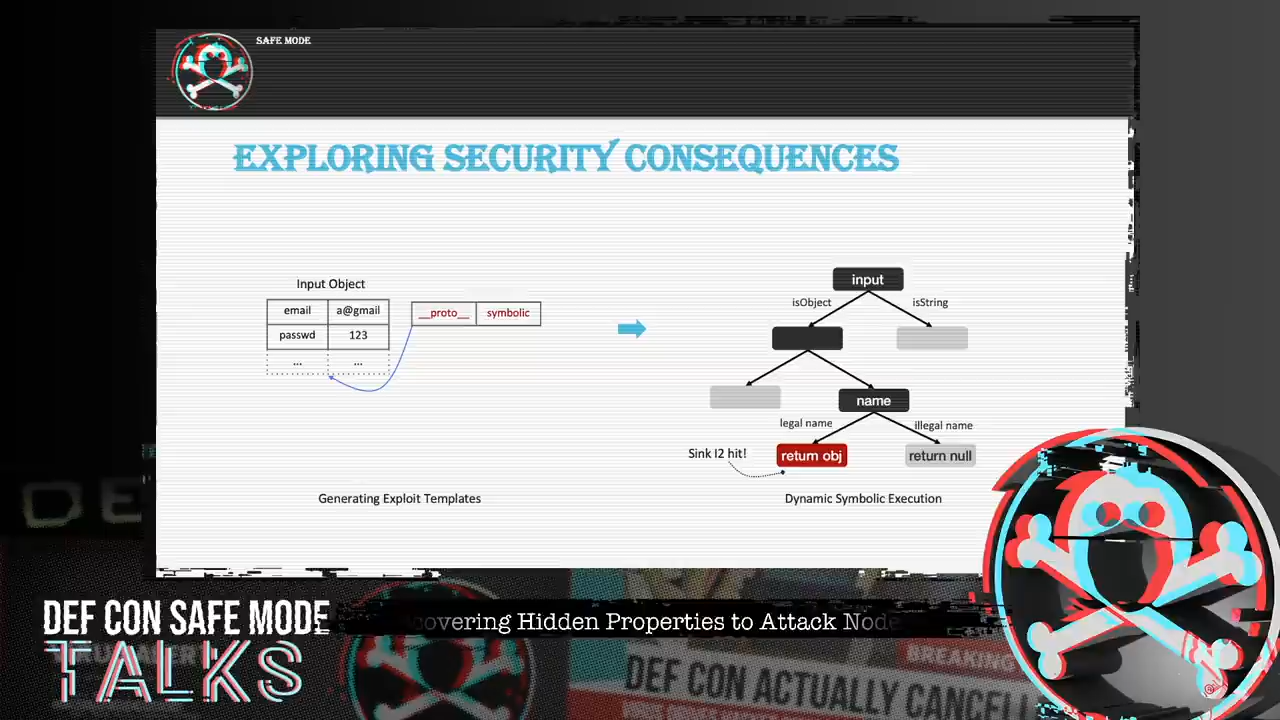 SAFE MODE
EXPLORING SECURITY CONSEQUENCES
Input Object
email a@gmail
passwd 123
... ...
__proto__ symbolic
Generating Exploit Templates
input
isObject isString
name
legal name illegal name
Sink I2 hit!
return obj
return null
Dynamic Symbolic Execution
DEF CON SAFE MODE
TALKS
covering Hidden Properties to Attack Node
BREAKING
DEF CON ACTUALLY CANCELL